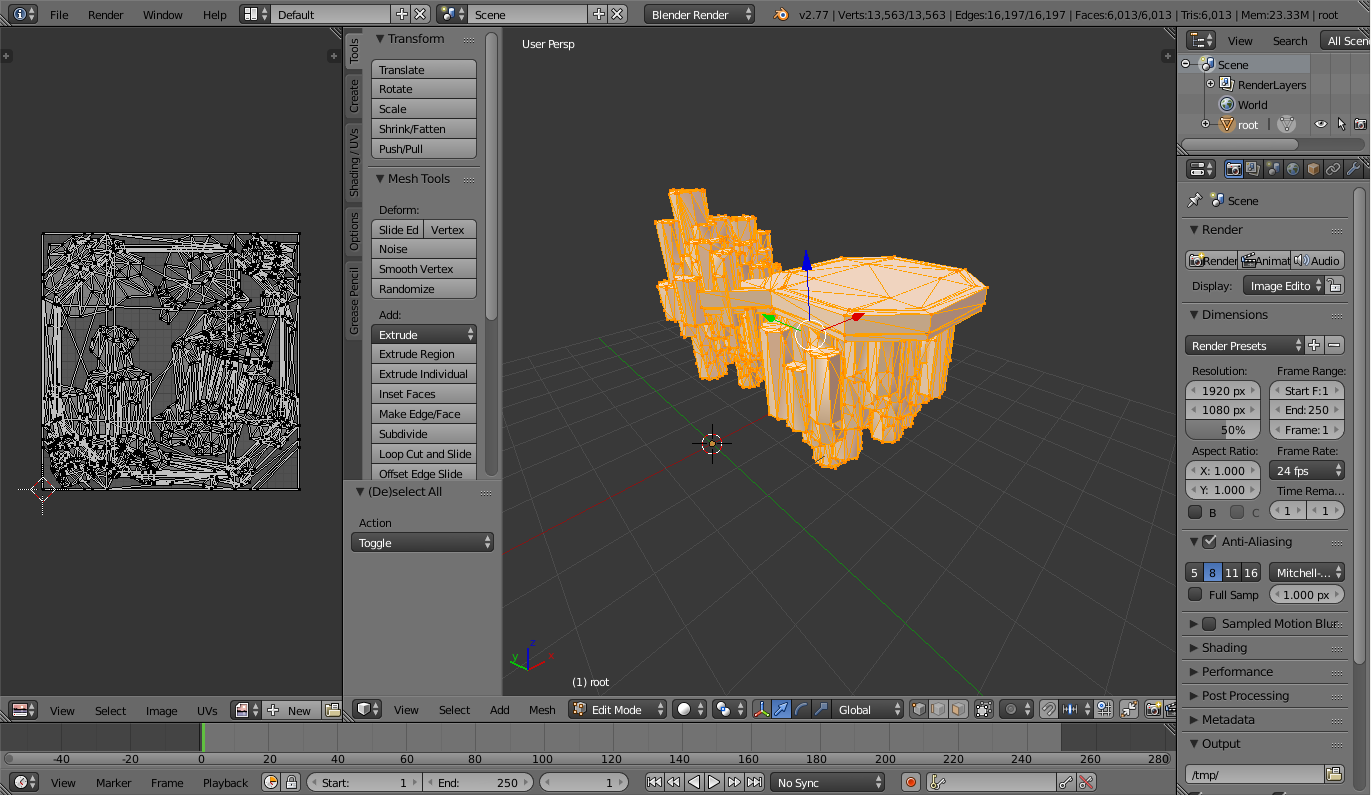 File Render Window Help Default Scene Blender Render v2.77 | Verts:13,563/13,563 | Edges:16,197/16,197 | Faces:6,013/6,013 | Tris:6,013 | Mem:23.33M | root
Tools
Create
Shading / UVs
Options
Grease Pencil
Transform
Translate
Rotate
Scale
Shrink/Fatten
Push/Pull
Mesh Tools
Deform:
Slide Ed Vertex
Noise
Smooth Vertex
Randomize
Add:
Extrude
Extrude Region
Extrude Individual
Inset Faces
Make Edge/Face
Subdivide
Loop Cut and Slide
Offset Edge Slide
(De)select All
Action
Toggle
User Persp
z
y
x
(1) root
View Search All Scen
Scene
RenderLayers
World
root
Scene
Render
Render Animat Audio
Display: Image Edito
Dimensions
Render Presets
Resolution: Frame Range:
1920 px Start F:1
1080 px End: 250
50% Frame: 1
Aspect Ratio: Frame Rate:
X: 1.000 24 fps
Y: 1.000 Time Rema...
B C 1 1
Anti-Aliasing
5 8 11 16 Mitchell-...
Full Samp 1.000 px
Sampled Motion Blur
Shading
Performance
Post Processing
Metadata
Output
/tmp/
View Select Image UVs New
View Select Add Mesh Edit Mode Global
-40 -20 0 20 40 60 80 100 120 140 160 180 200 220 240 260 280
View Marker Frame Playback Start: 1 End: 250 1 No Sync